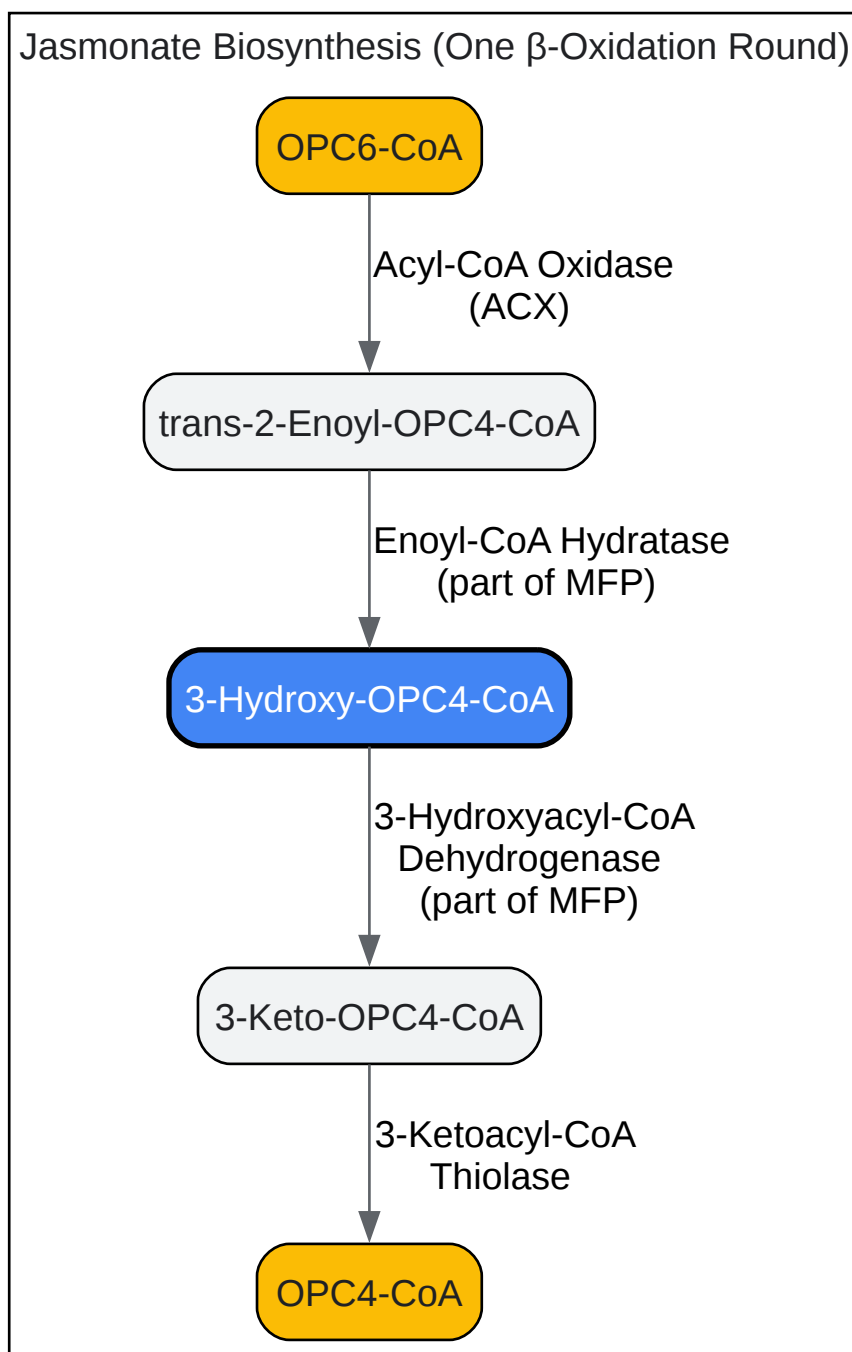 Jasmonate Biosynthesis (One β-Oxidation Round)
OPC6-CoA
Acyl-CoA Oxidase
(ACX)
trans-2-Enoyl-OPC4-CoA
Enoyl-CoA Hydratase
(part of MFP)
3-Hydroxy-OPC4-CoA
3-Hydroxyacyl-CoA
Dehydrogenase
(part of MFP)
3-Keto-OPC4-CoA
3-Ketoacyl-CoA
Thiolase
OPC4-CoA